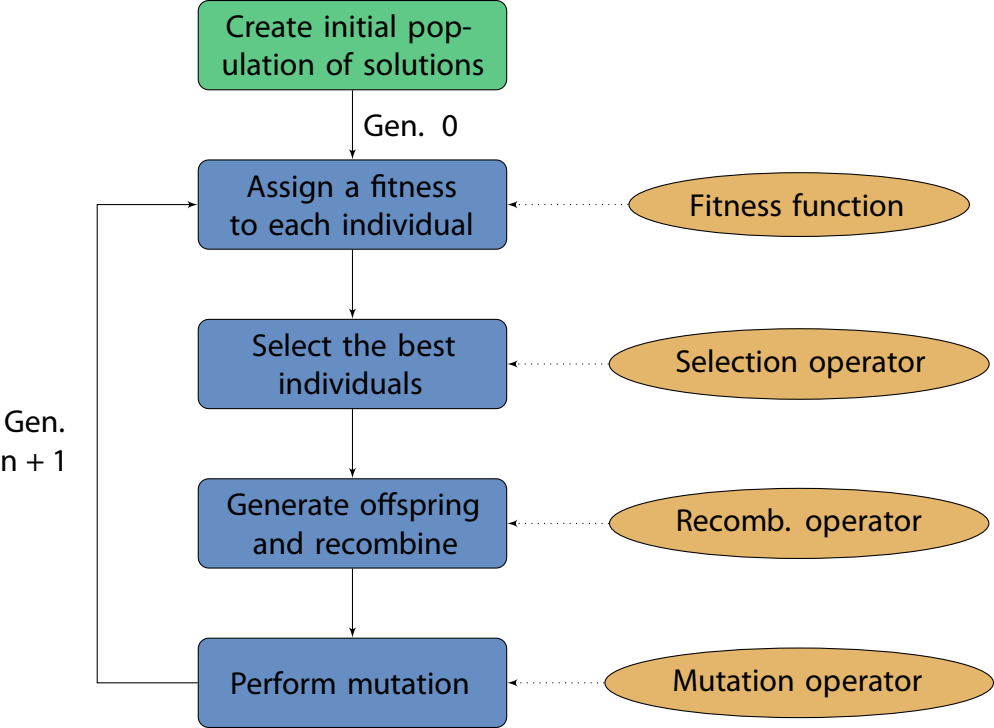 Create initial pop-
ulation of solutions
Gen. 0
Assign a fitness
to each individual
Fitness function
Select the best
individuals
Selection operator
Gen.
n + 1
Generate offspring
and recombine
Recomb. operator
Perform mutation
Mutation operator